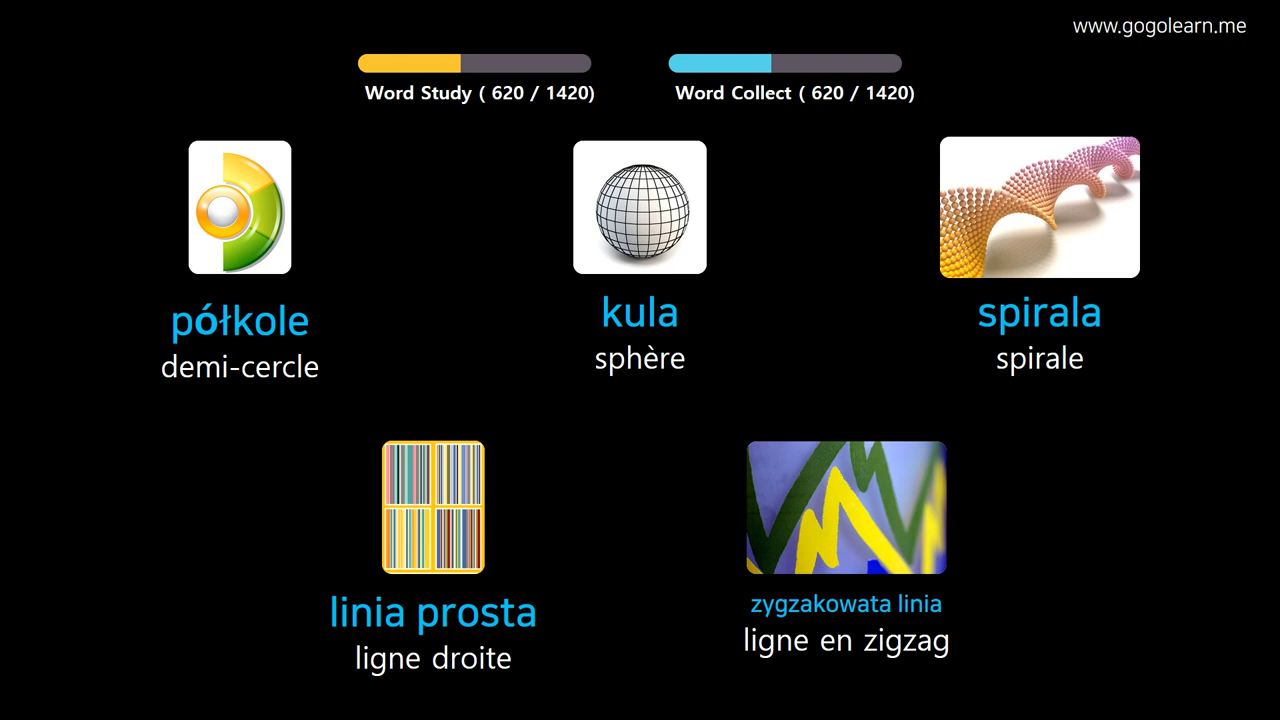 www.gogolearn.me
Word Study ( 620 / 1420)
Word Collect ( 620 / 1420)
półkole
demi-cercle
kula
sphère
spirala
spirale
linia prosta
ligne droite
zygzakowata linia
ligne en zigzag